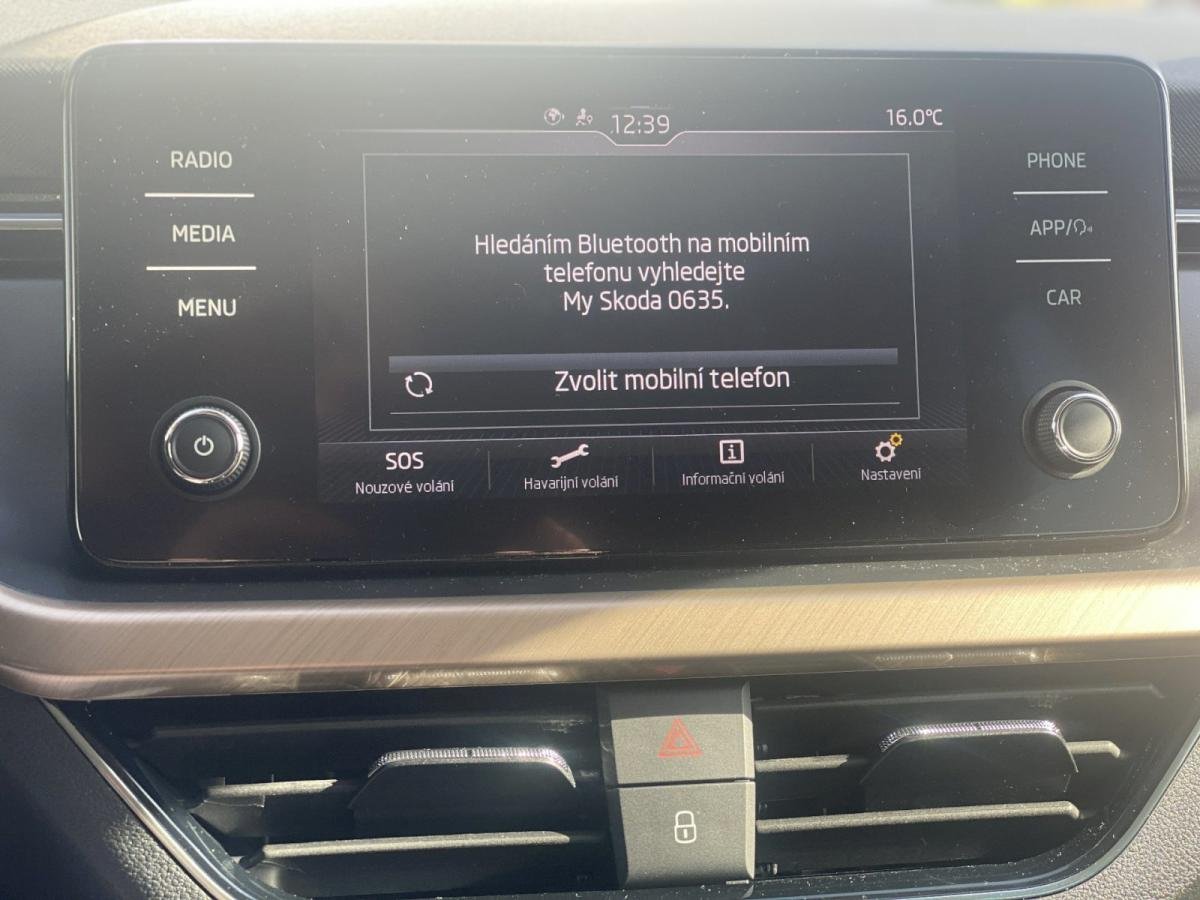 12:39
16.0°C
RADIO
MEDIA
MENU
Hledáním Bluetooth na mobilním
telefonu vyhledejte
My Skoda 0635.
Zvolit mobilní telefon
SOS
Nouzové volání
Havarijní volání
i
Informační volání
Nastavení
PHONE
APP/
CAR